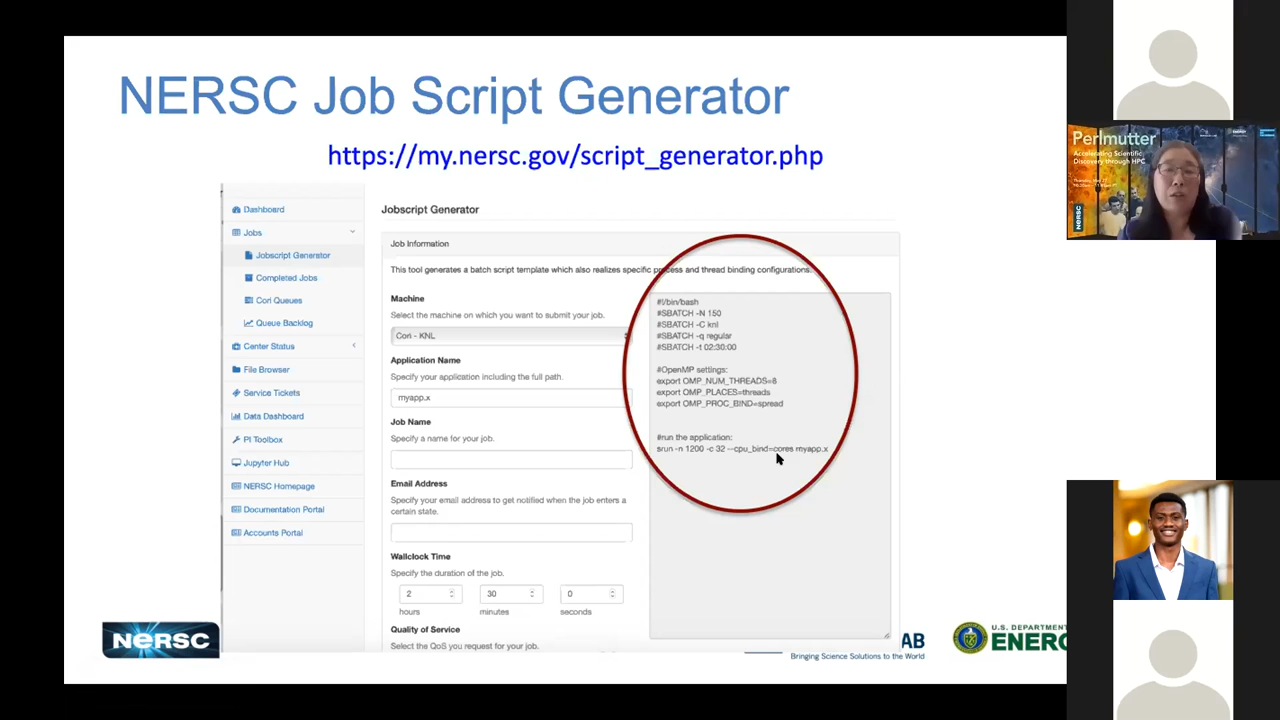 NERSC Job Script Generator
https://my.nersc.gov/script_generator.php
Dashboard
Jobs
Jobscript Generator
Completed Jobs
Cori Queues
Queue Backlog
Center Status
File Browser
Service Tickets
Data Dashboard
PI Toolbox
Jupyter Hub
NERSC Homepage
Documentation Portal
Accounts Portal
Jobscript Generator
Job Information
This tool generates a batch script template which also realizes specific process and thread binding configurations.
Machine
Select the machine on which you want to submit your job.
Cori - KNL
Application Name
Specify your application including the full path.
myapp.x
Job Name
Specify a name for your job.
Email Address
Specify your email address to get notified when the job enters a
certain state.
Wallclock Time
Specify the duration of the job.
2 30 0
hours minutes seconds
Quality of Service
Select the QoS you request for your job.
#!/bin/bash
#SBATCH -N 150
#SBATCH -C knl
#SBATCH -q regular
#SBATCH -t 02:30:00
#OpenMP settings:
export OMP_NUM_THREADS=8
export OMP_PLACES=threads
export OMP_PROC_BIND=spread
#run the application:
srun -n 1200 -c 32 --cpu_bind=cores myapp.x
NERSC
AB
Bringing Science Solutions to the World
U.S. DEPARTMENT
ENERG
Perlmutter
Accelerating Scientific
Discovery through HPC
NERSC